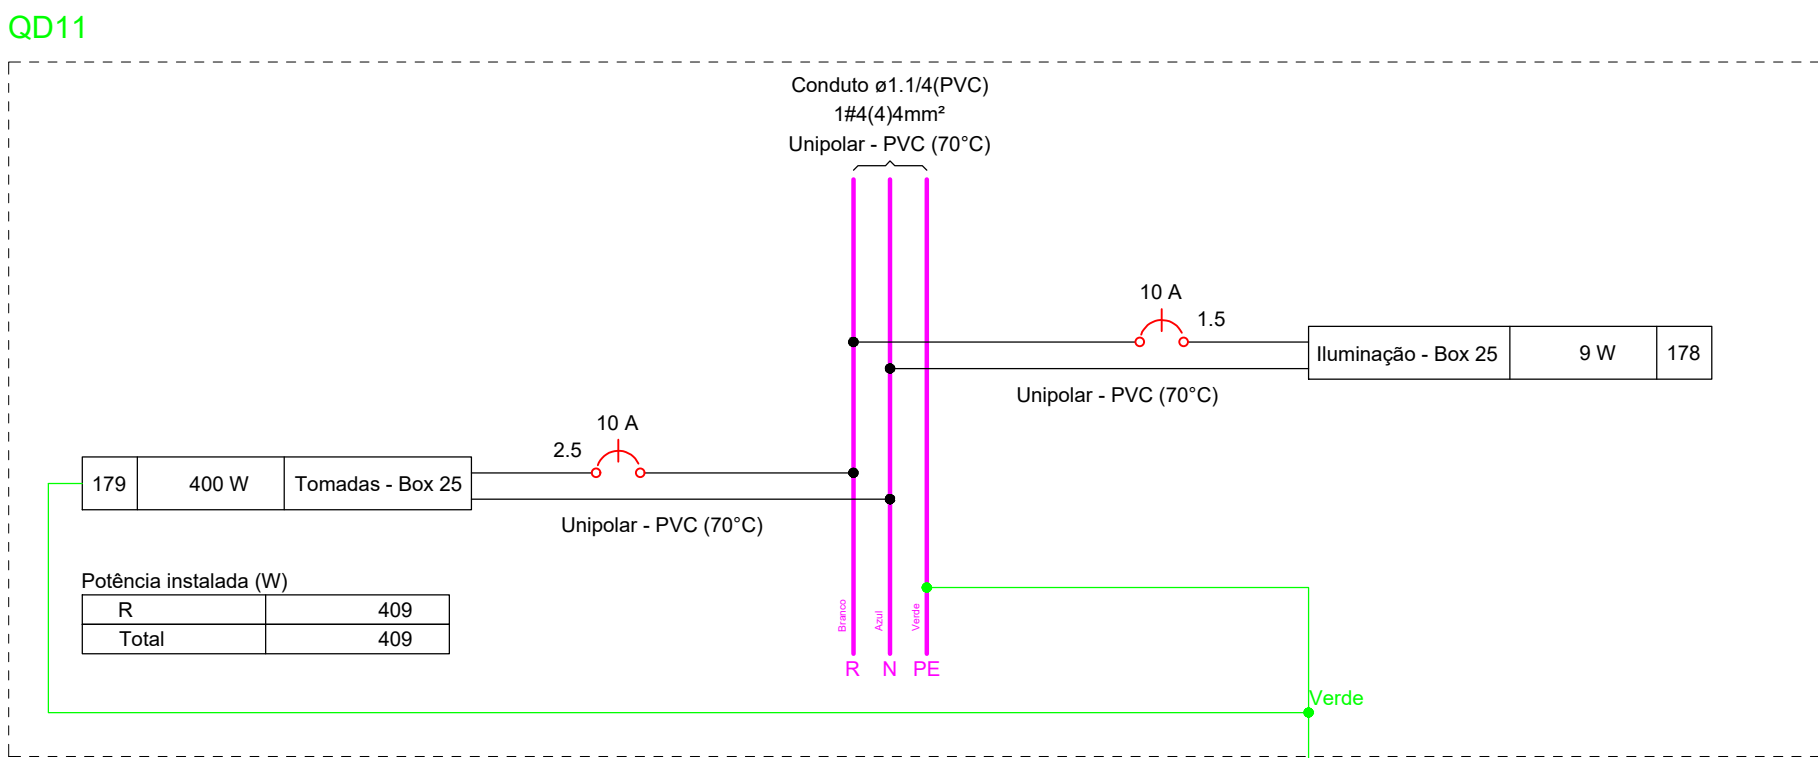 QD11
Conduto ø1.1/4(PVC)
1#4(4)4mm²
Unipolar - PVC (70°C)
10 A
1.5
Iluminação - Box 25 9 W 178
Unipolar - PVC (70°C)
10 A
2.5
179 400 W Tomadas - Box 25
Unipolar - PVC (70°C)
Potência instalada (W)
R 409
Total 409
Branco
Azul
Verde
R N PE
Verde